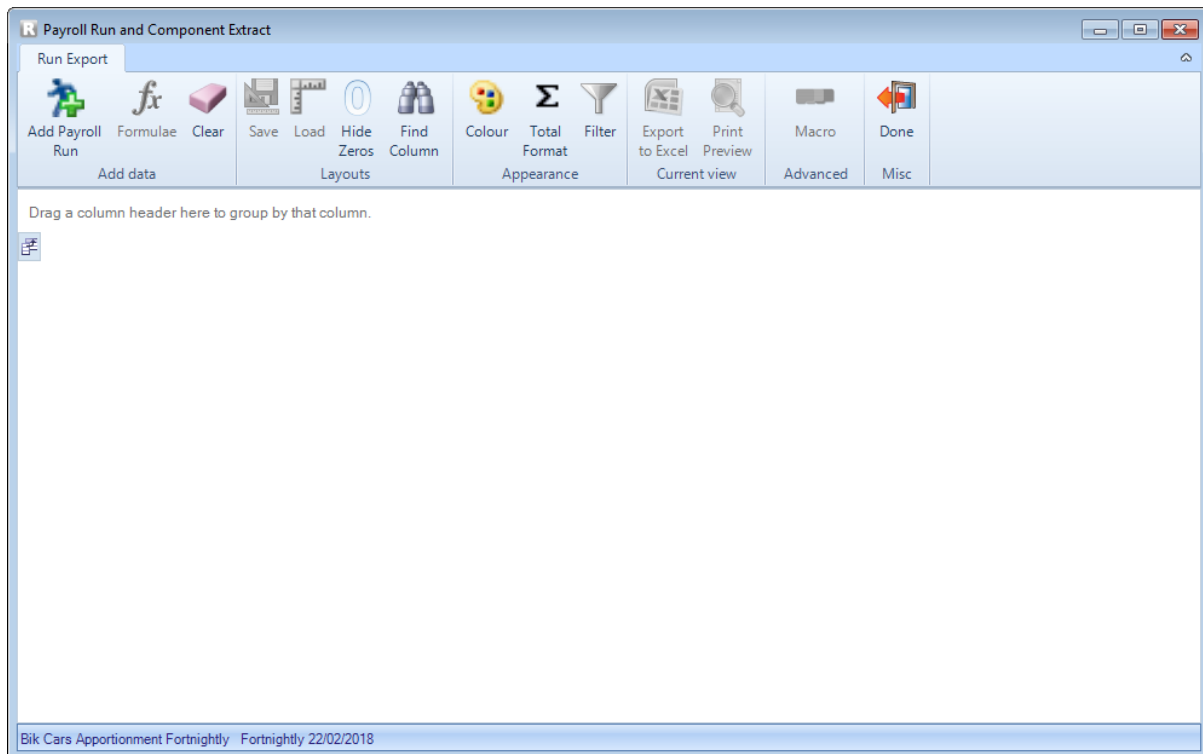 Payroll Run and Component Extract
Run Export
Add Payroll Run
Formulae
Clear
Save
Load
Hide Zeros
Find Column
Colour
Total Format
Filter
Export to Excel
Print Preview
Macro
Done
Add data
Layouts
Appearance
Current view
Advanced
Misc
Drag a column header here to group by that column.
Bik Cars Apportionment Fortnightly Fortnightly 22/02/2018